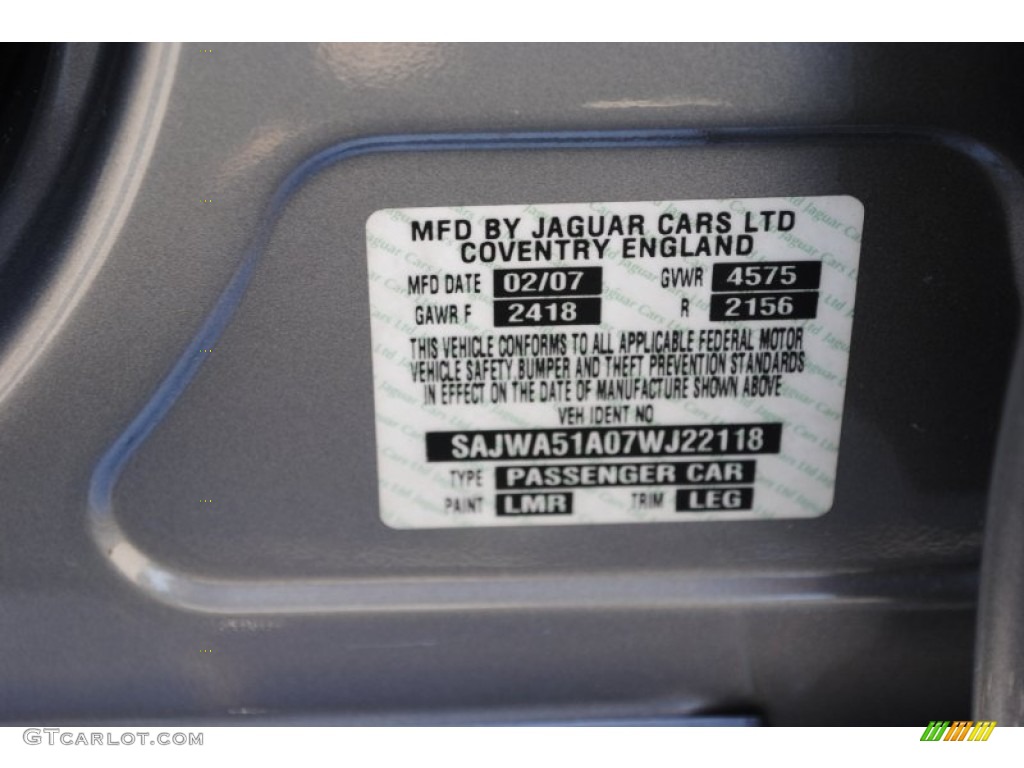 MFD BY JAGUAR CARS LTD
COVENTRY ENGLAND
MFD DATE 02/07 GVWR 4575
GAWR F 2418 R 2156
THIS VEHICLE CONFORMS TO ALL APPLICABLE FEDERAL MOTOR
VEHICLE SAFETY, BUMPER AND THEFT PREVENTION STANDARDS
IN EFFECT ON THE DATE OF MANUFACTURE SHOWN ABOVE
VEH IDENT NO
SAJWA51A07WJ22118
TYPE PASSENGER CAR
PAINT LMR TRIM LEG
GTCARLOT.COM